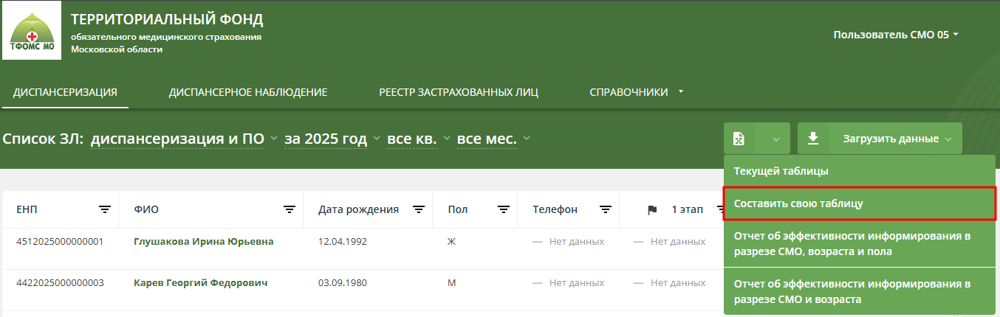 ТФОМС МО
ТЕРРИТОРИАЛЬНЫЙ ФОНД
обязательного медицинского страхования
Московской области
Пользователь СМО 05
ДИСПАНСЕРИЗАЦИЯ ДИСПАНСЕРНОЕ НАБЛЮДЕНИЕ РЕЕСТР ЗАСТРАХОВАННЫХ ЛИЦ СПРАВОЧНИКИ
Список ЗЛ: диспансеризация и ПО за 2025 год все кв. все мес.
Загрузить данные
Текущей таблицы
Составить свою таблицу
Отчет об эффективности информирования в
разрезе СМО, возраста и пола
Отчет об эффективности информирования в
разрезе СМО и возраста
ЕНП ФИО Дата рождения Пол Телефон 1 этап
4512025000000001 Глушакова Ирина Юрьевна 12.04.1992 Ж — Нет данных — Нет данных
4422025000000003 Карев Георгий Федорович 03.09.1980 М — Нет данных — Нет данных